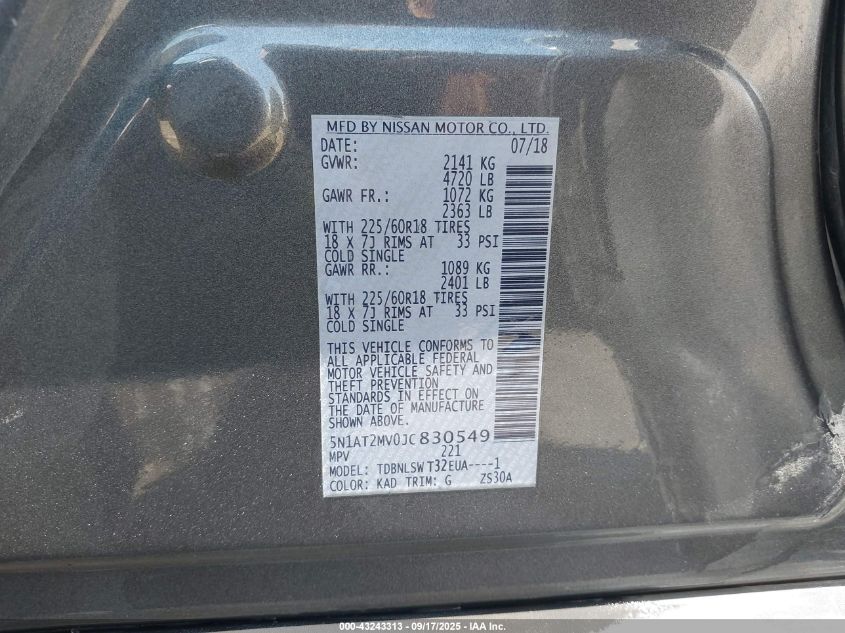 MFD BY NISSAN MOTOR CO., LTD.
DATE: 07/18
GVWR: 2141 KG
4720 LB
GAWR FR.: 1072 KG
2363 LB
WITH 225/60R18 TIRES
18 X 7J RIMS AT 33 PSI
COLD SINGLE
GAWR RR.: 1089 KG
2401 LB
WITH 225/60R18 TIRES
18 X 7J RIMS AT 33 PSI
COLD SINGLE
THIS VEHICLE CONFORMS TO
ALL APPLICABLE FEDERAL
MOTOR VEHICLE SAFETY AND
THEFT PREVENTION
STANDARDS IN EFFECT ON
THE DATE OF MANUFACTURE
SHOWN ABOVE.
5N1AT2MV0JC830549
MPV 221
MODEL: TDBNLSW T32EUA----1
COLOR: KAD TRIM: G ZS30A
000-43243313 - 09/17/2025 - IAA Inc.